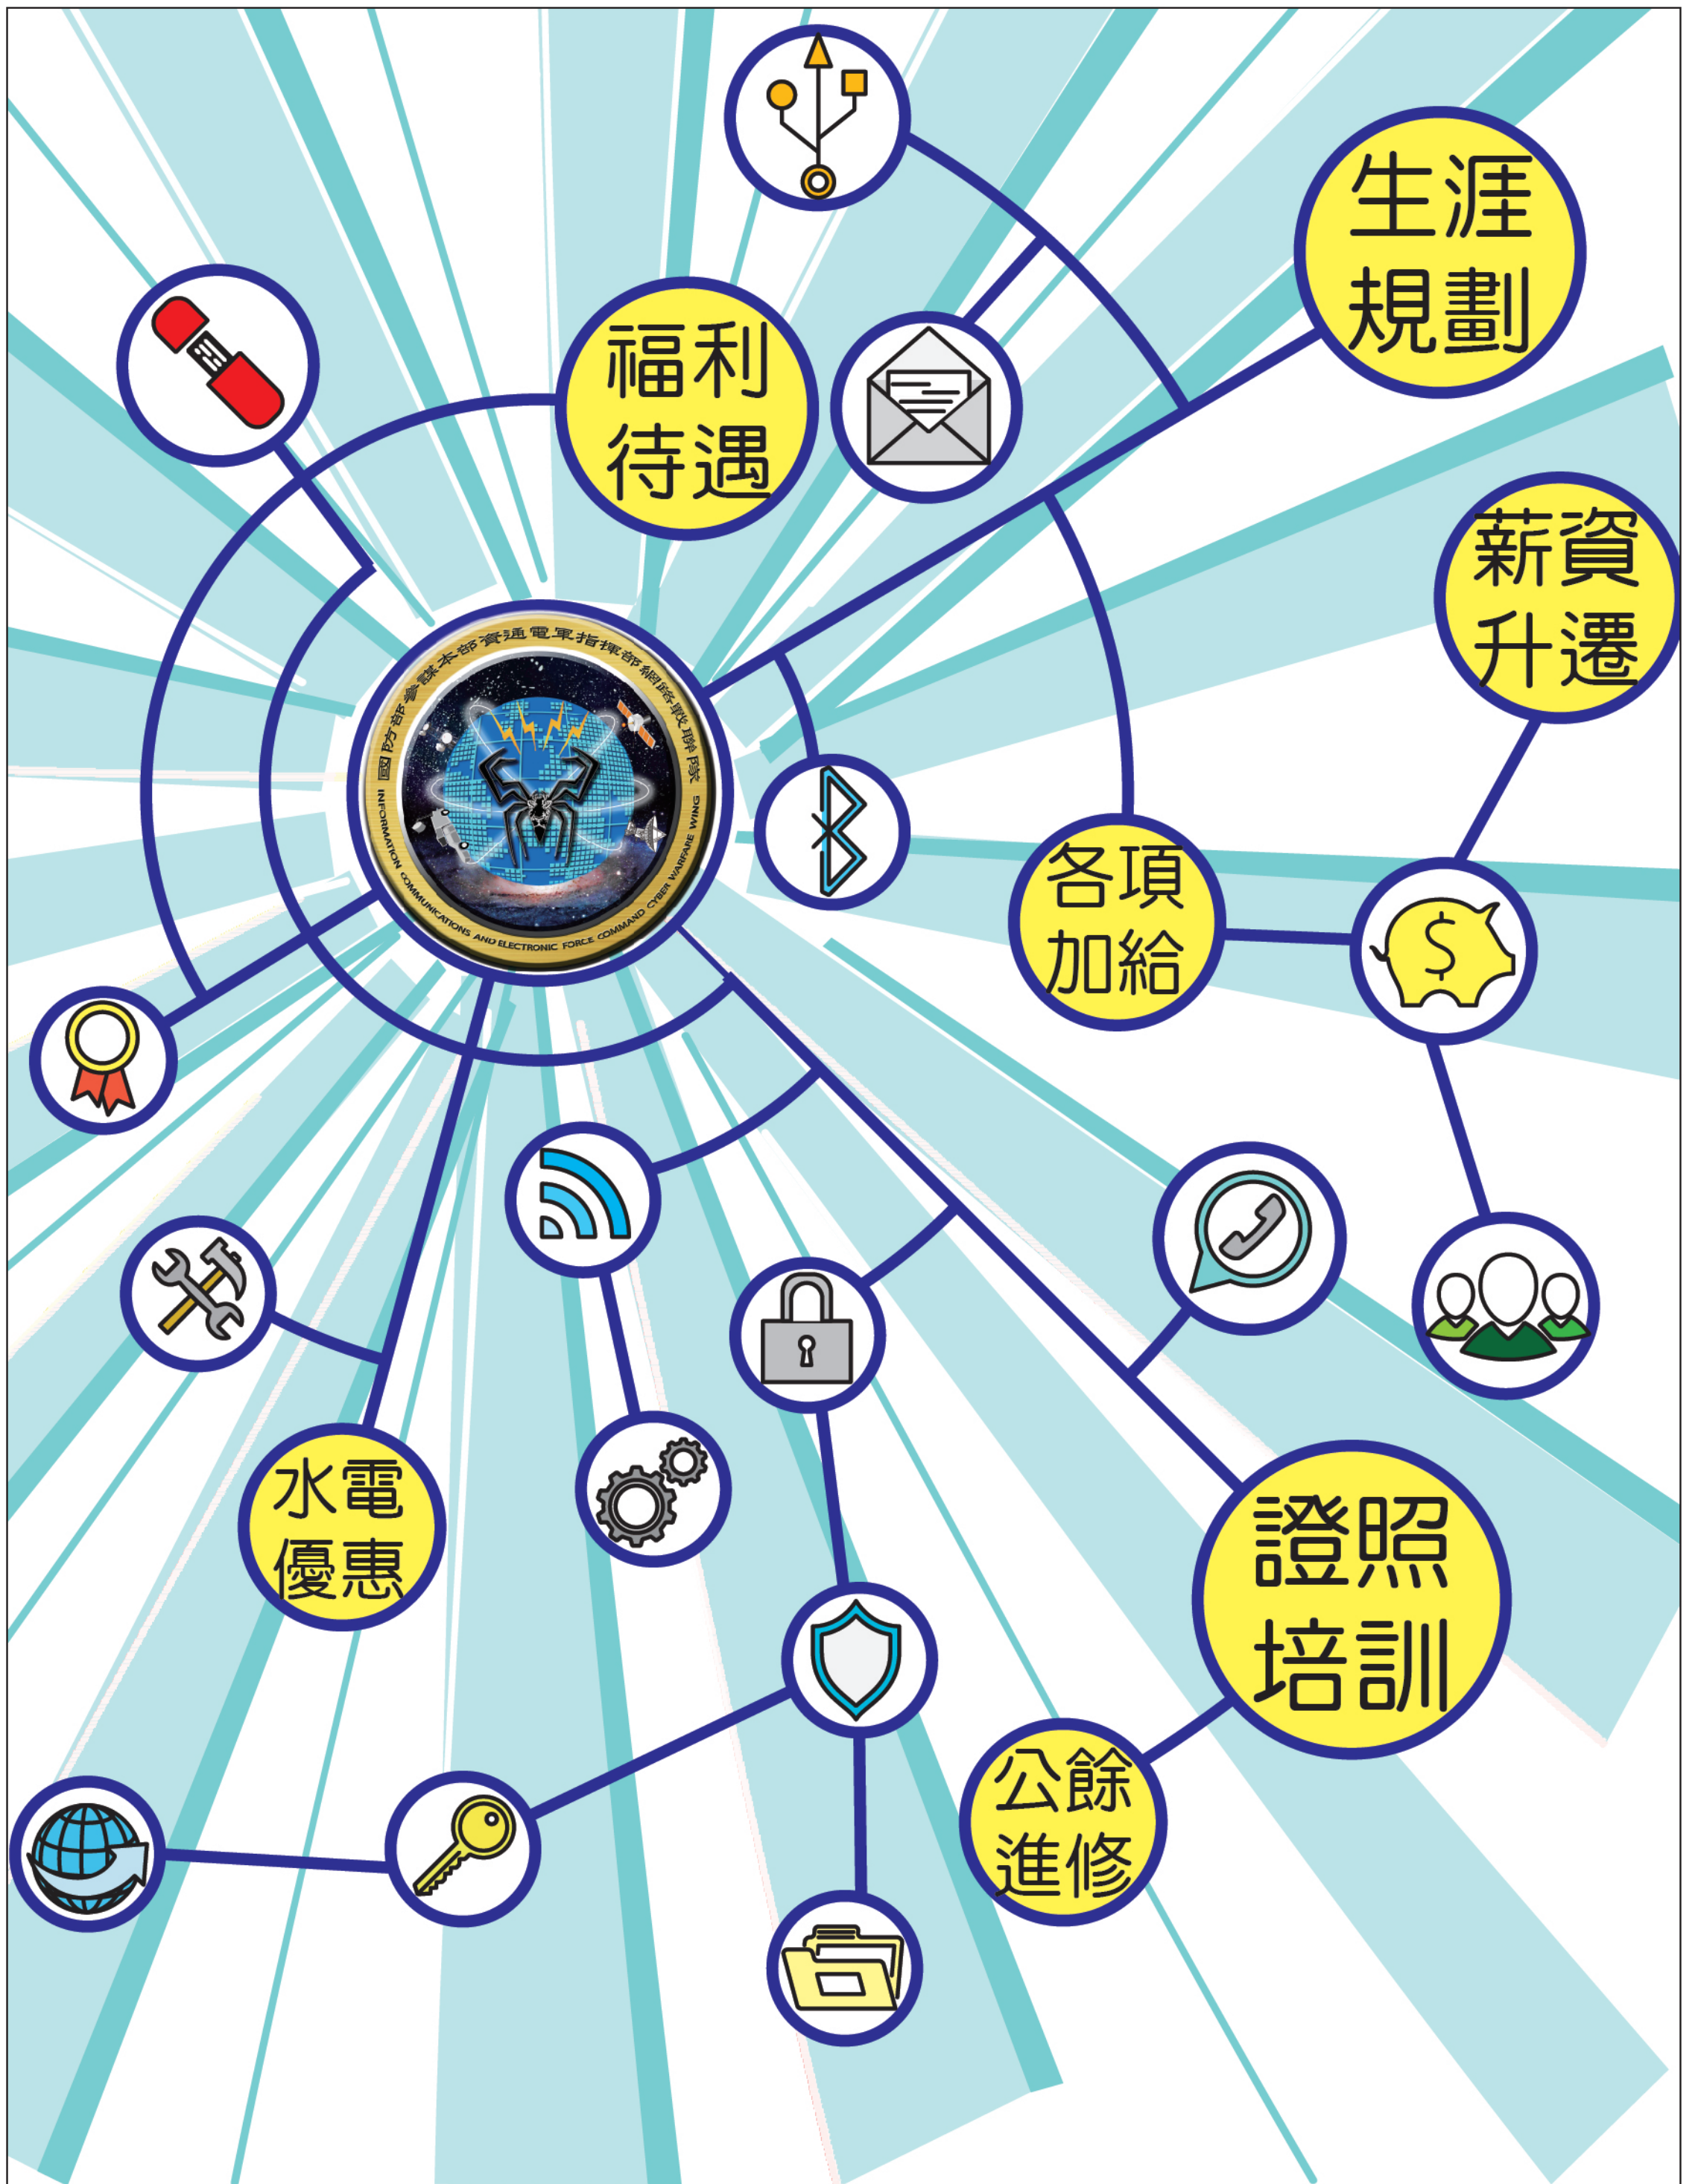 生涯
規劃
福利
待遇
薪資
升遷
國防部參謀本部資通電軍指揮部網路戰聯隊
INFORMATION COMMUNICATIONS AND ELECTRONIC FORCE COMMAND CYBER WARFARE WING
各項
加給
水電
優惠
證照
培訓
公餘
進修